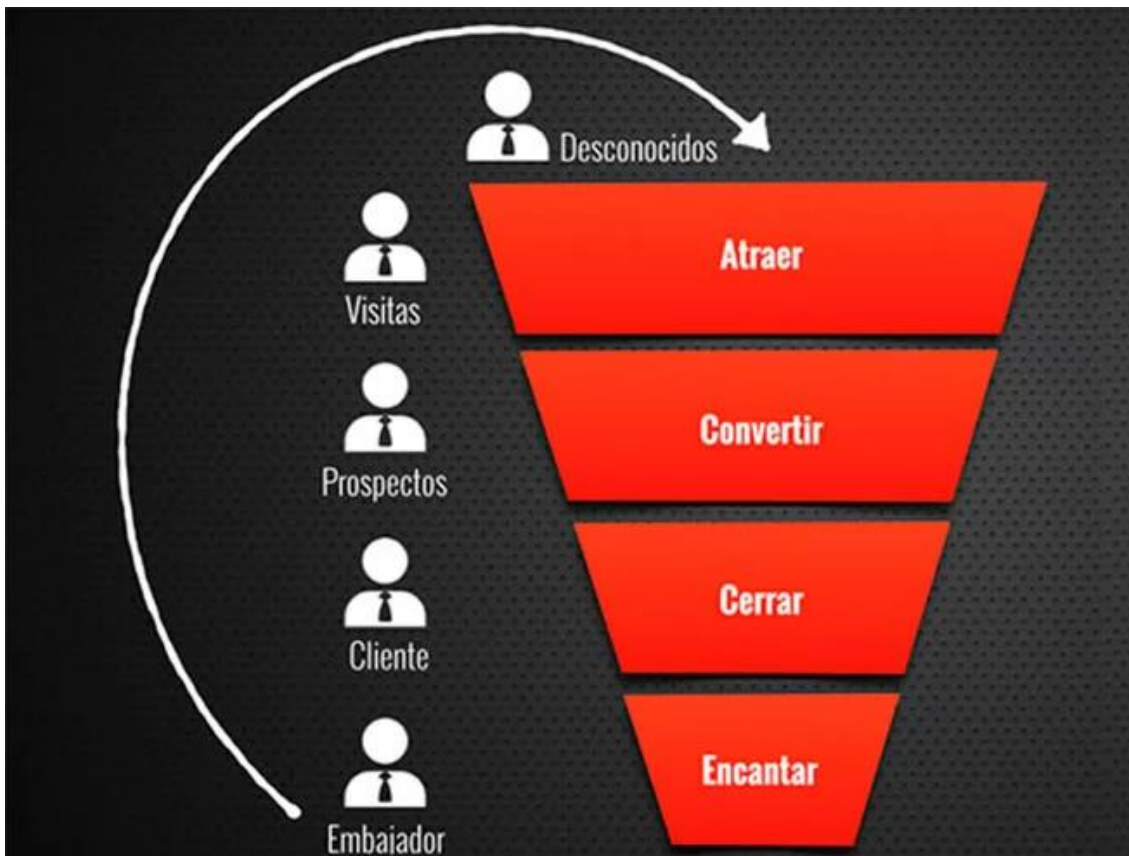 Desconocidos
Atraer
Visitas
Convertir
Prospectos
Cerrar
Cliente
Encantar
Embajador